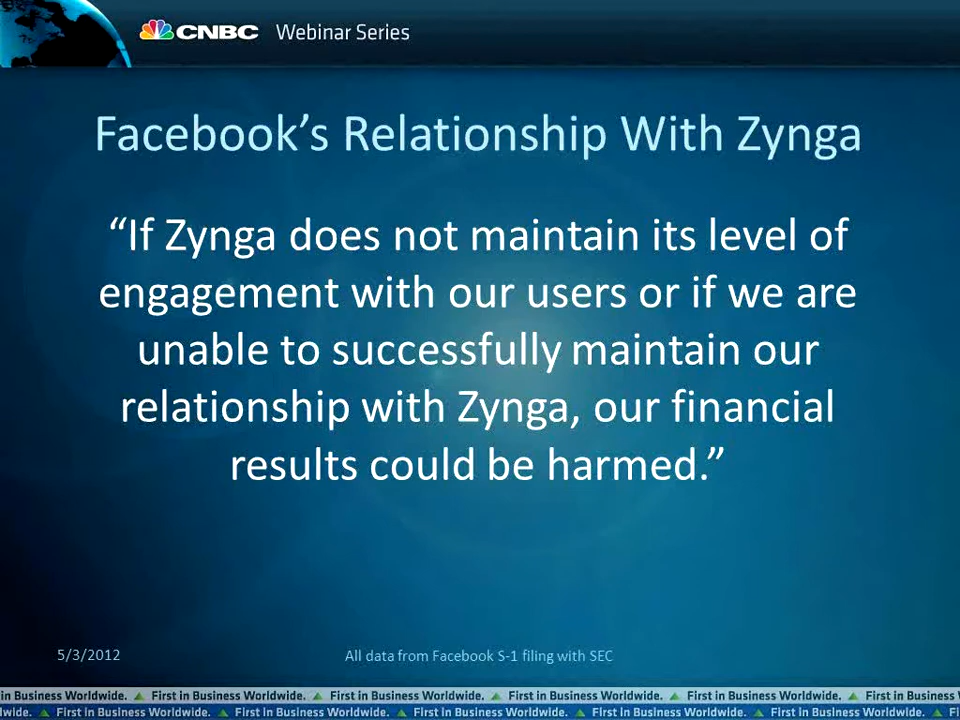 CNBC Webinar Series
Facebook’s Relationship With Zynga
“If Zynga does not maintain its level of
engagement with our users or if we are
unable to successfully maintain our
relationship with Zynga, our financial
results could be harmed.”
5/3/2012 All data from Facebook S-1 filing with SEC
in Business Worldwide. First in Business Worldwide. First in Business Worldwide. First in Business Worldwide. First in Business Worldwide. First in Business
wide. First in Business Worldwide. First in Business Worldwide. First in Business Worldwide. First in Business Worldwide. First in Business Worldwide. Fi